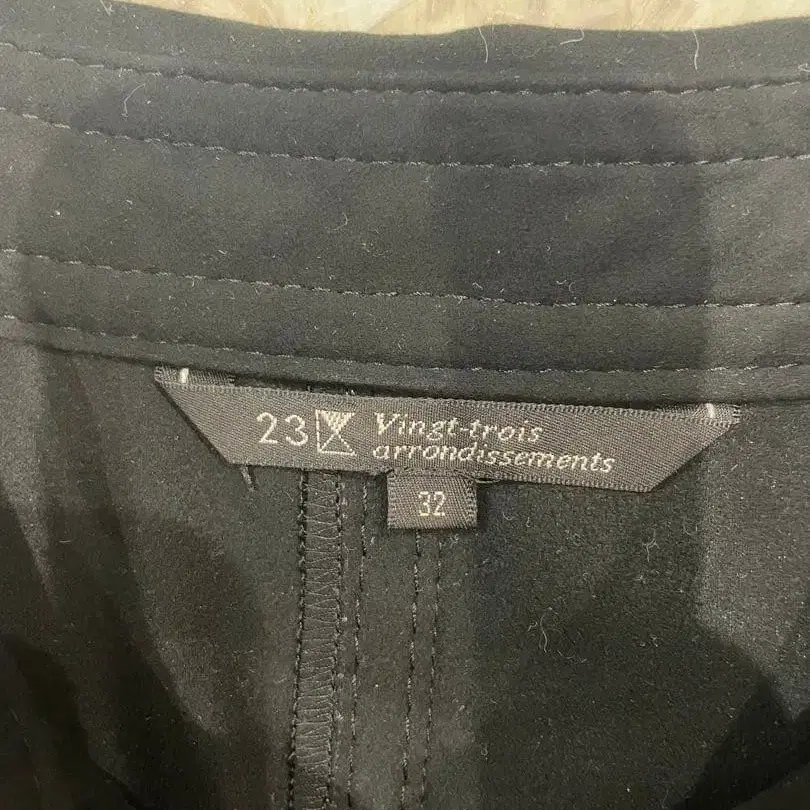 23 Vingt-trois
arrondissements
32